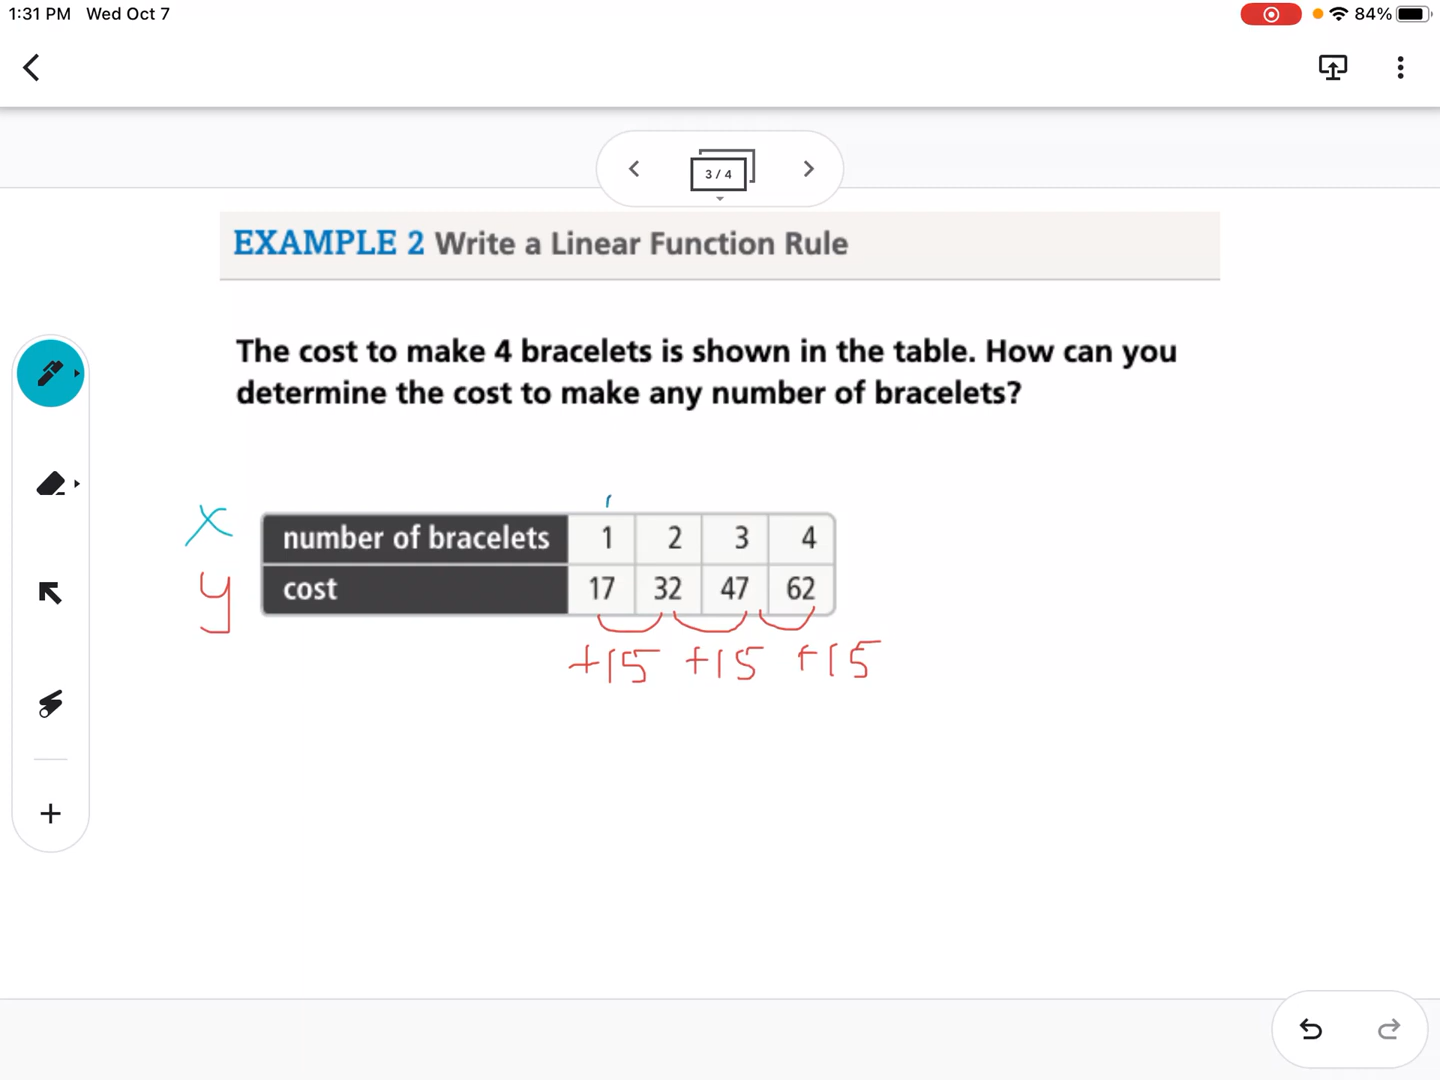 1:31 PM Wed Oct 7 84%
3 / 4
EXAMPLE 2 Write a Linear Function Rule
The cost to make 4 bracelets is shown in the table. How can you
determine the cost to make any number of bracelets?
x number of bracelets 1 2 3 4
y cost 17 32 47 62
+15 +15 +15